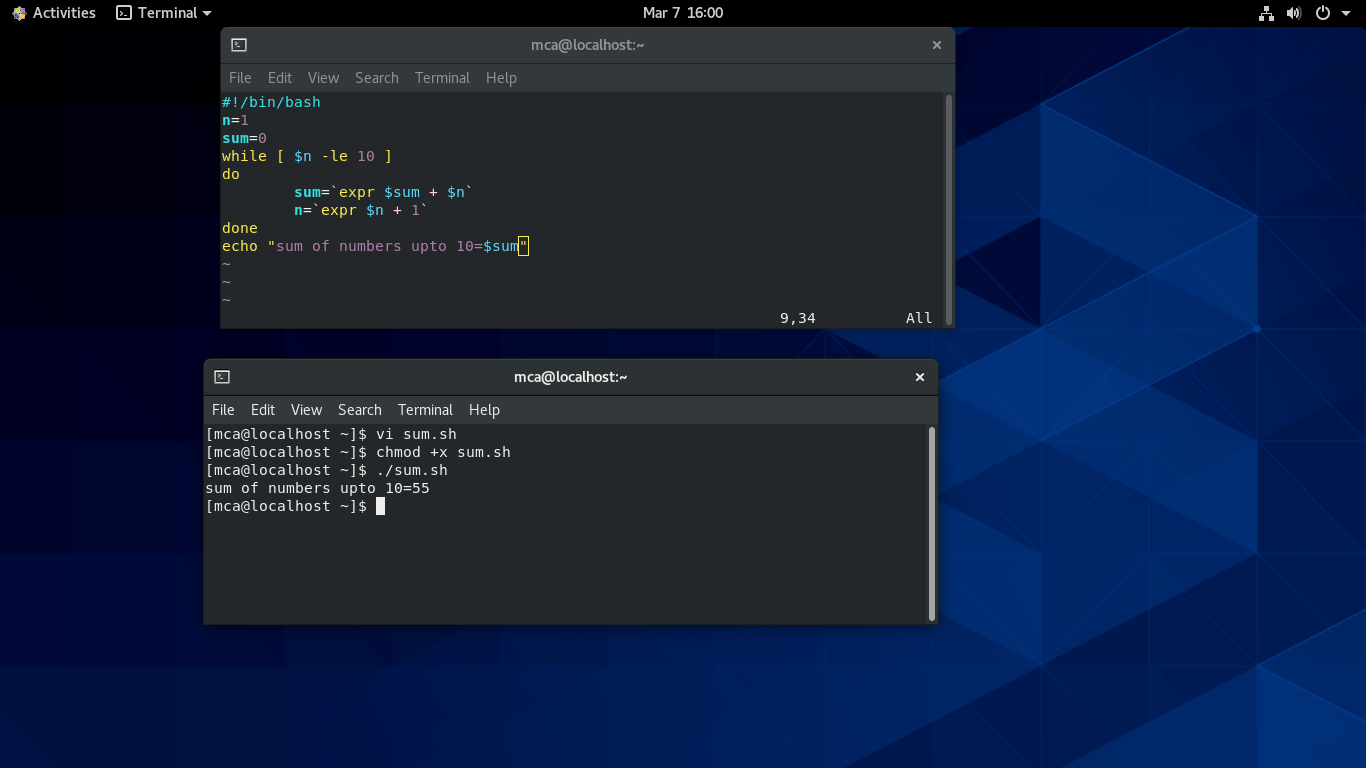 Activities Terminal Mar 7 16:00
mca@localhost:~
File Edit View Search Terminal Help
#!/bin/bash
n=1
sum=0
while [ $n -le 10 ]
do
        sum=`expr $sum + $n`
        n=`expr $n + 1`
done
echo "sum of numbers upto 10=$sum"
~
~
~
9,34 All
mca@localhost:~
File Edit View Search Terminal Help
[mca@localhost ~]$ vi sum.sh
[mca@localhost ~]$ chmod +x sum.sh
[mca@localhost ~]$ ./sum.sh
sum of numbers upto 10=55
[mca@localhost ~]$